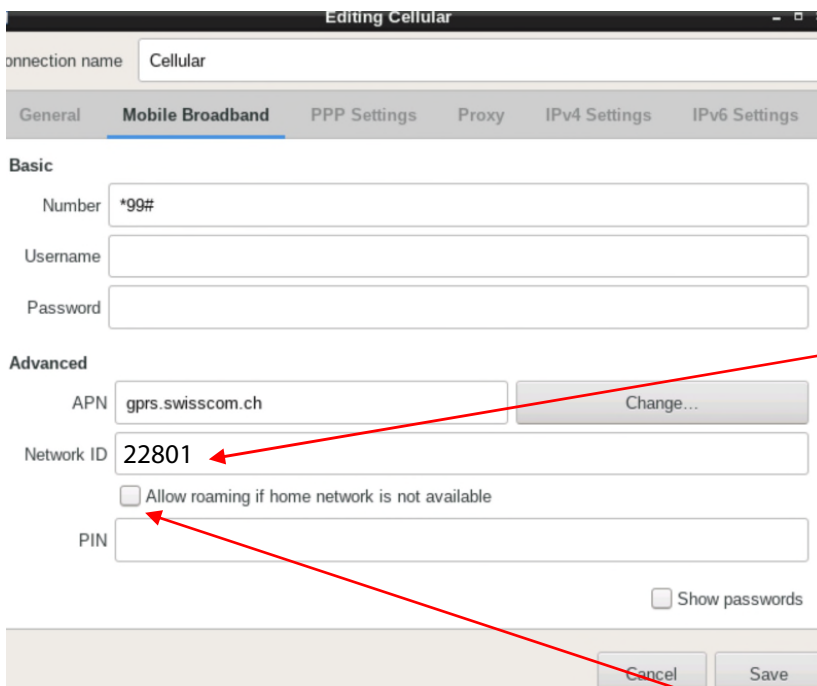 Editing Cellular
onnection name Cellular
General Mobile Broadband PPP Settings Proxy IPv4 Settings IPv6 Settings
Basic
Number *99#
Username
Password
Advanced
APN gprs.swisscom.ch Change...
Network ID 22801
Allow roaming if home network is not available
PIN
Show passwords
Cancel Save